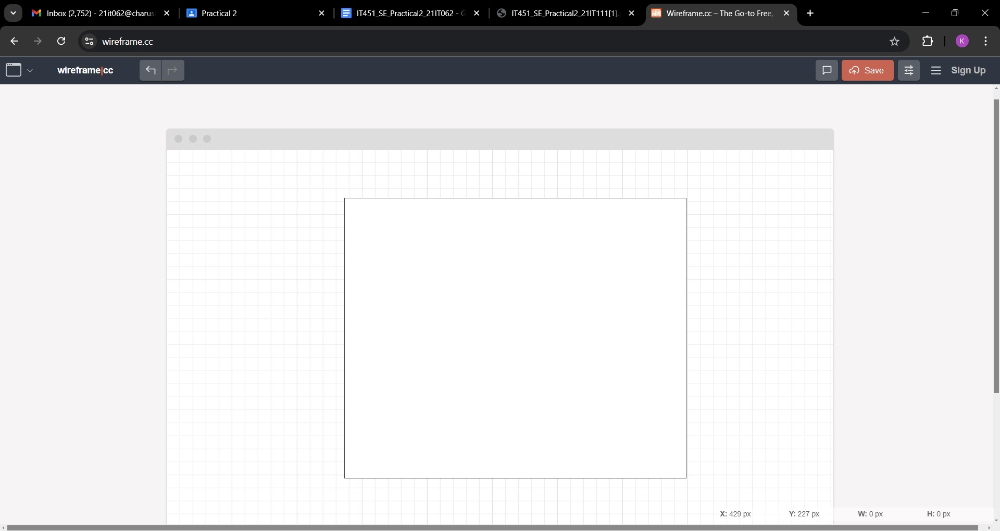 Inbox (2,752) - 21it062@charus
Practical 2
IT451_SE_Practical2_21IT062 - G
IT451_SE_Practical2_21IT111[1].
Wireframe.cc – The Go-to Free,
wireframe.cc
K
wireframe|cc
Save
Sign Up
X: 429 px
Y: 227 px
W: 0 px
H: 0 px